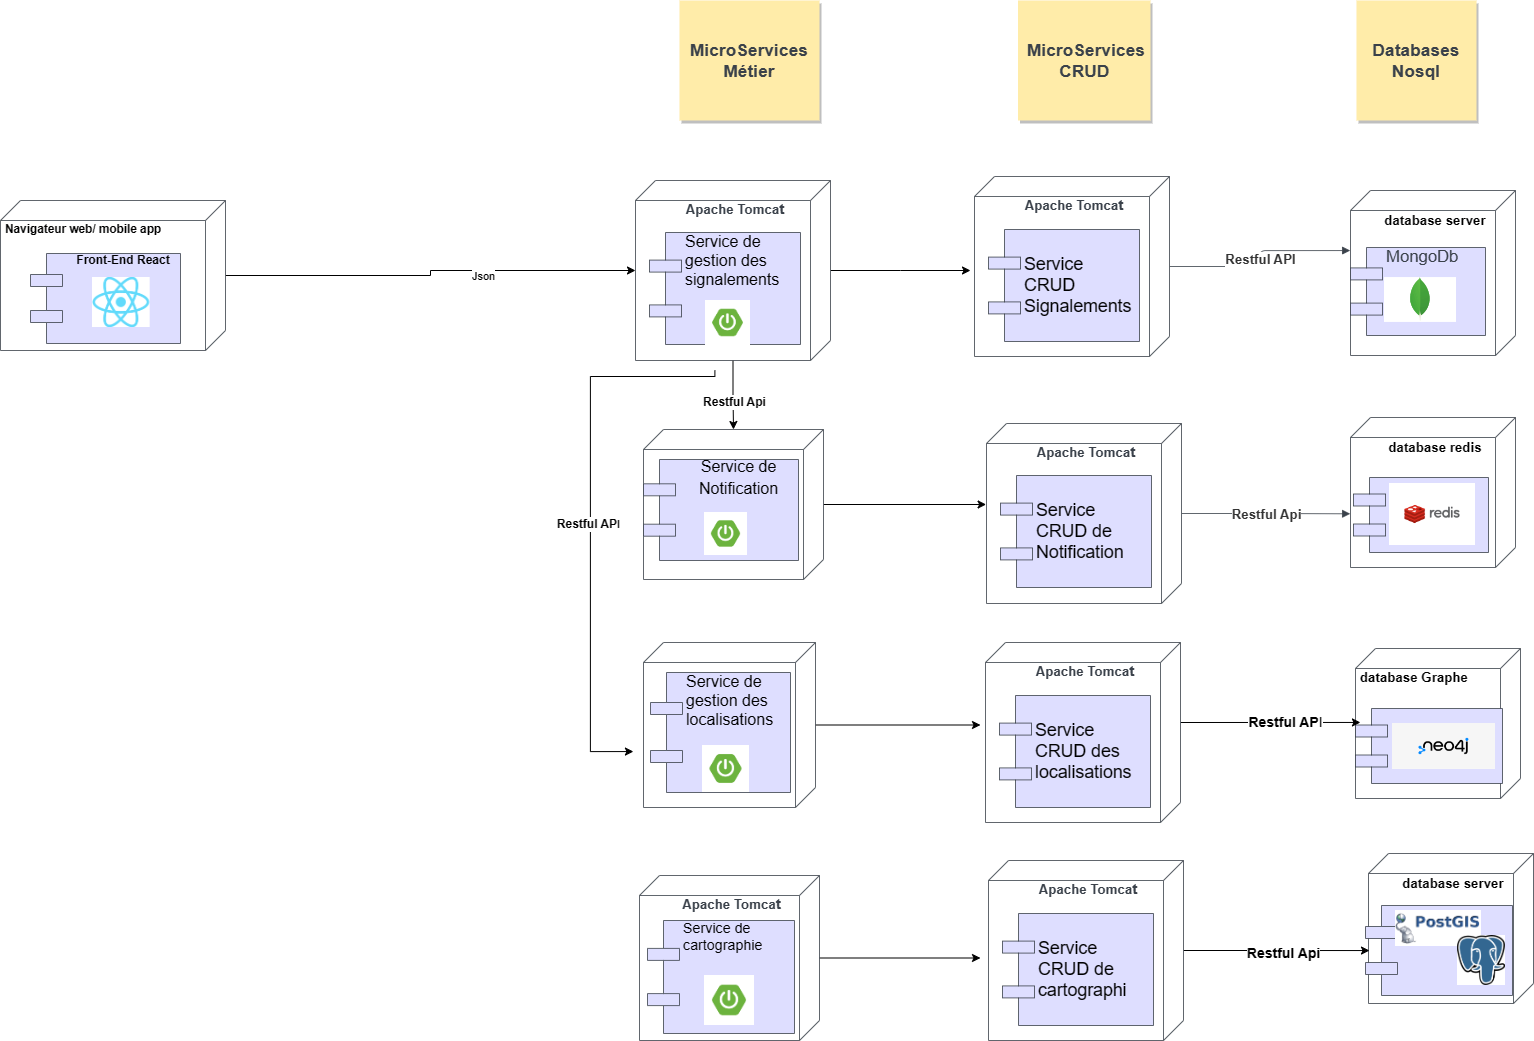 MicroServices
Métier
MicroServices
CRUD
Databases
Nosql
Navigateur web/ mobile app
Front-End React
Json
Apache Tomcat
Service de
gestion des
signalements
Apache Tomcat
Service
CRUD
Signalements
Restful API
database server
MongoDb
Restful Api
Restful API
Service de
Notification
Apache Tomcat
Service
CRUD de
Notification
Restful Api
database redis
redis
Service de
gestion des
localisations
Apache Tomcat
Service
CRUD des
localisations
Restful API
database Graphe
neo4j
Apache Tomcat
Service de
cartographie
Apache Tomcat
Service
CRUD de
cartographi
Restful Api
database server
PostGIS